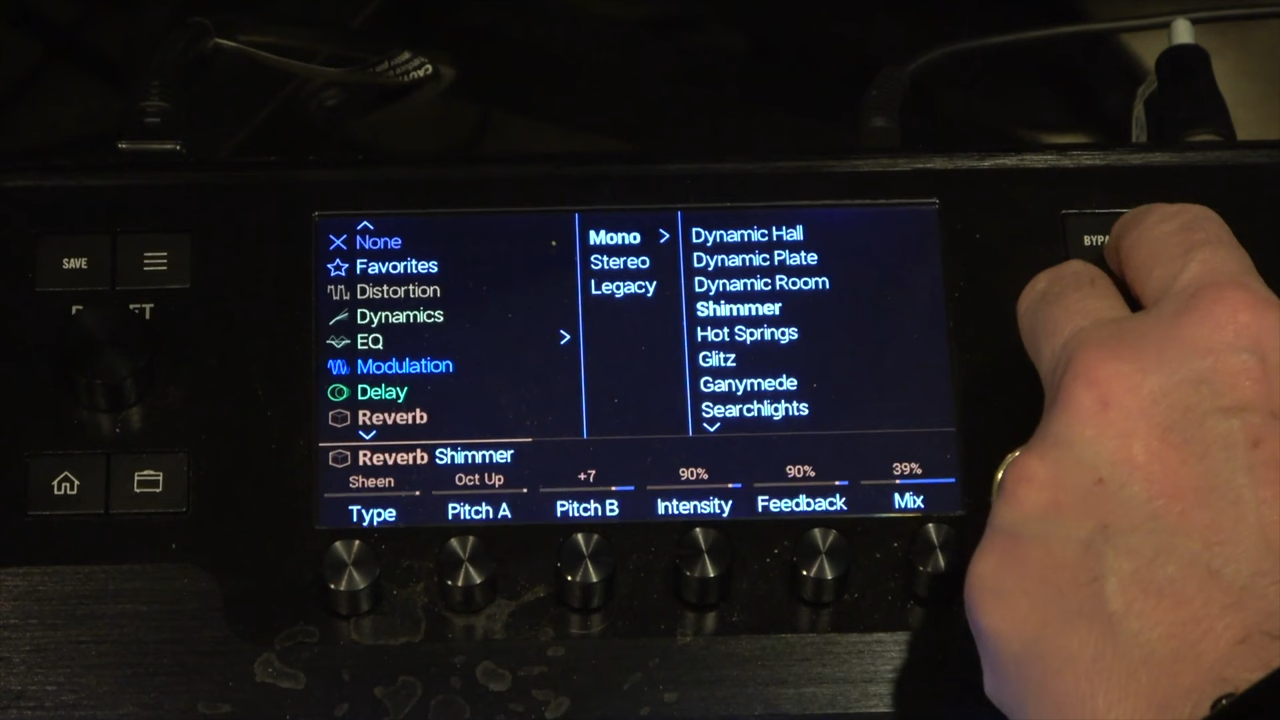 CAUTION
SAVE
None
Favorites
Distortion
Dynamics
EQ
Modulation
Delay
Reverb
Mono >
Stereo
Legacy
Dynamic Hall
Dynamic Plate
Dynamic Room
Shimmer
Hot Springs
Glitz
Ganymede
Searchlights
Reverb Shimmer
Sheen Oct Up +7 90% 90% 39%
Type Pitch A Pitch B Intensity Feedback Mix
BYPA